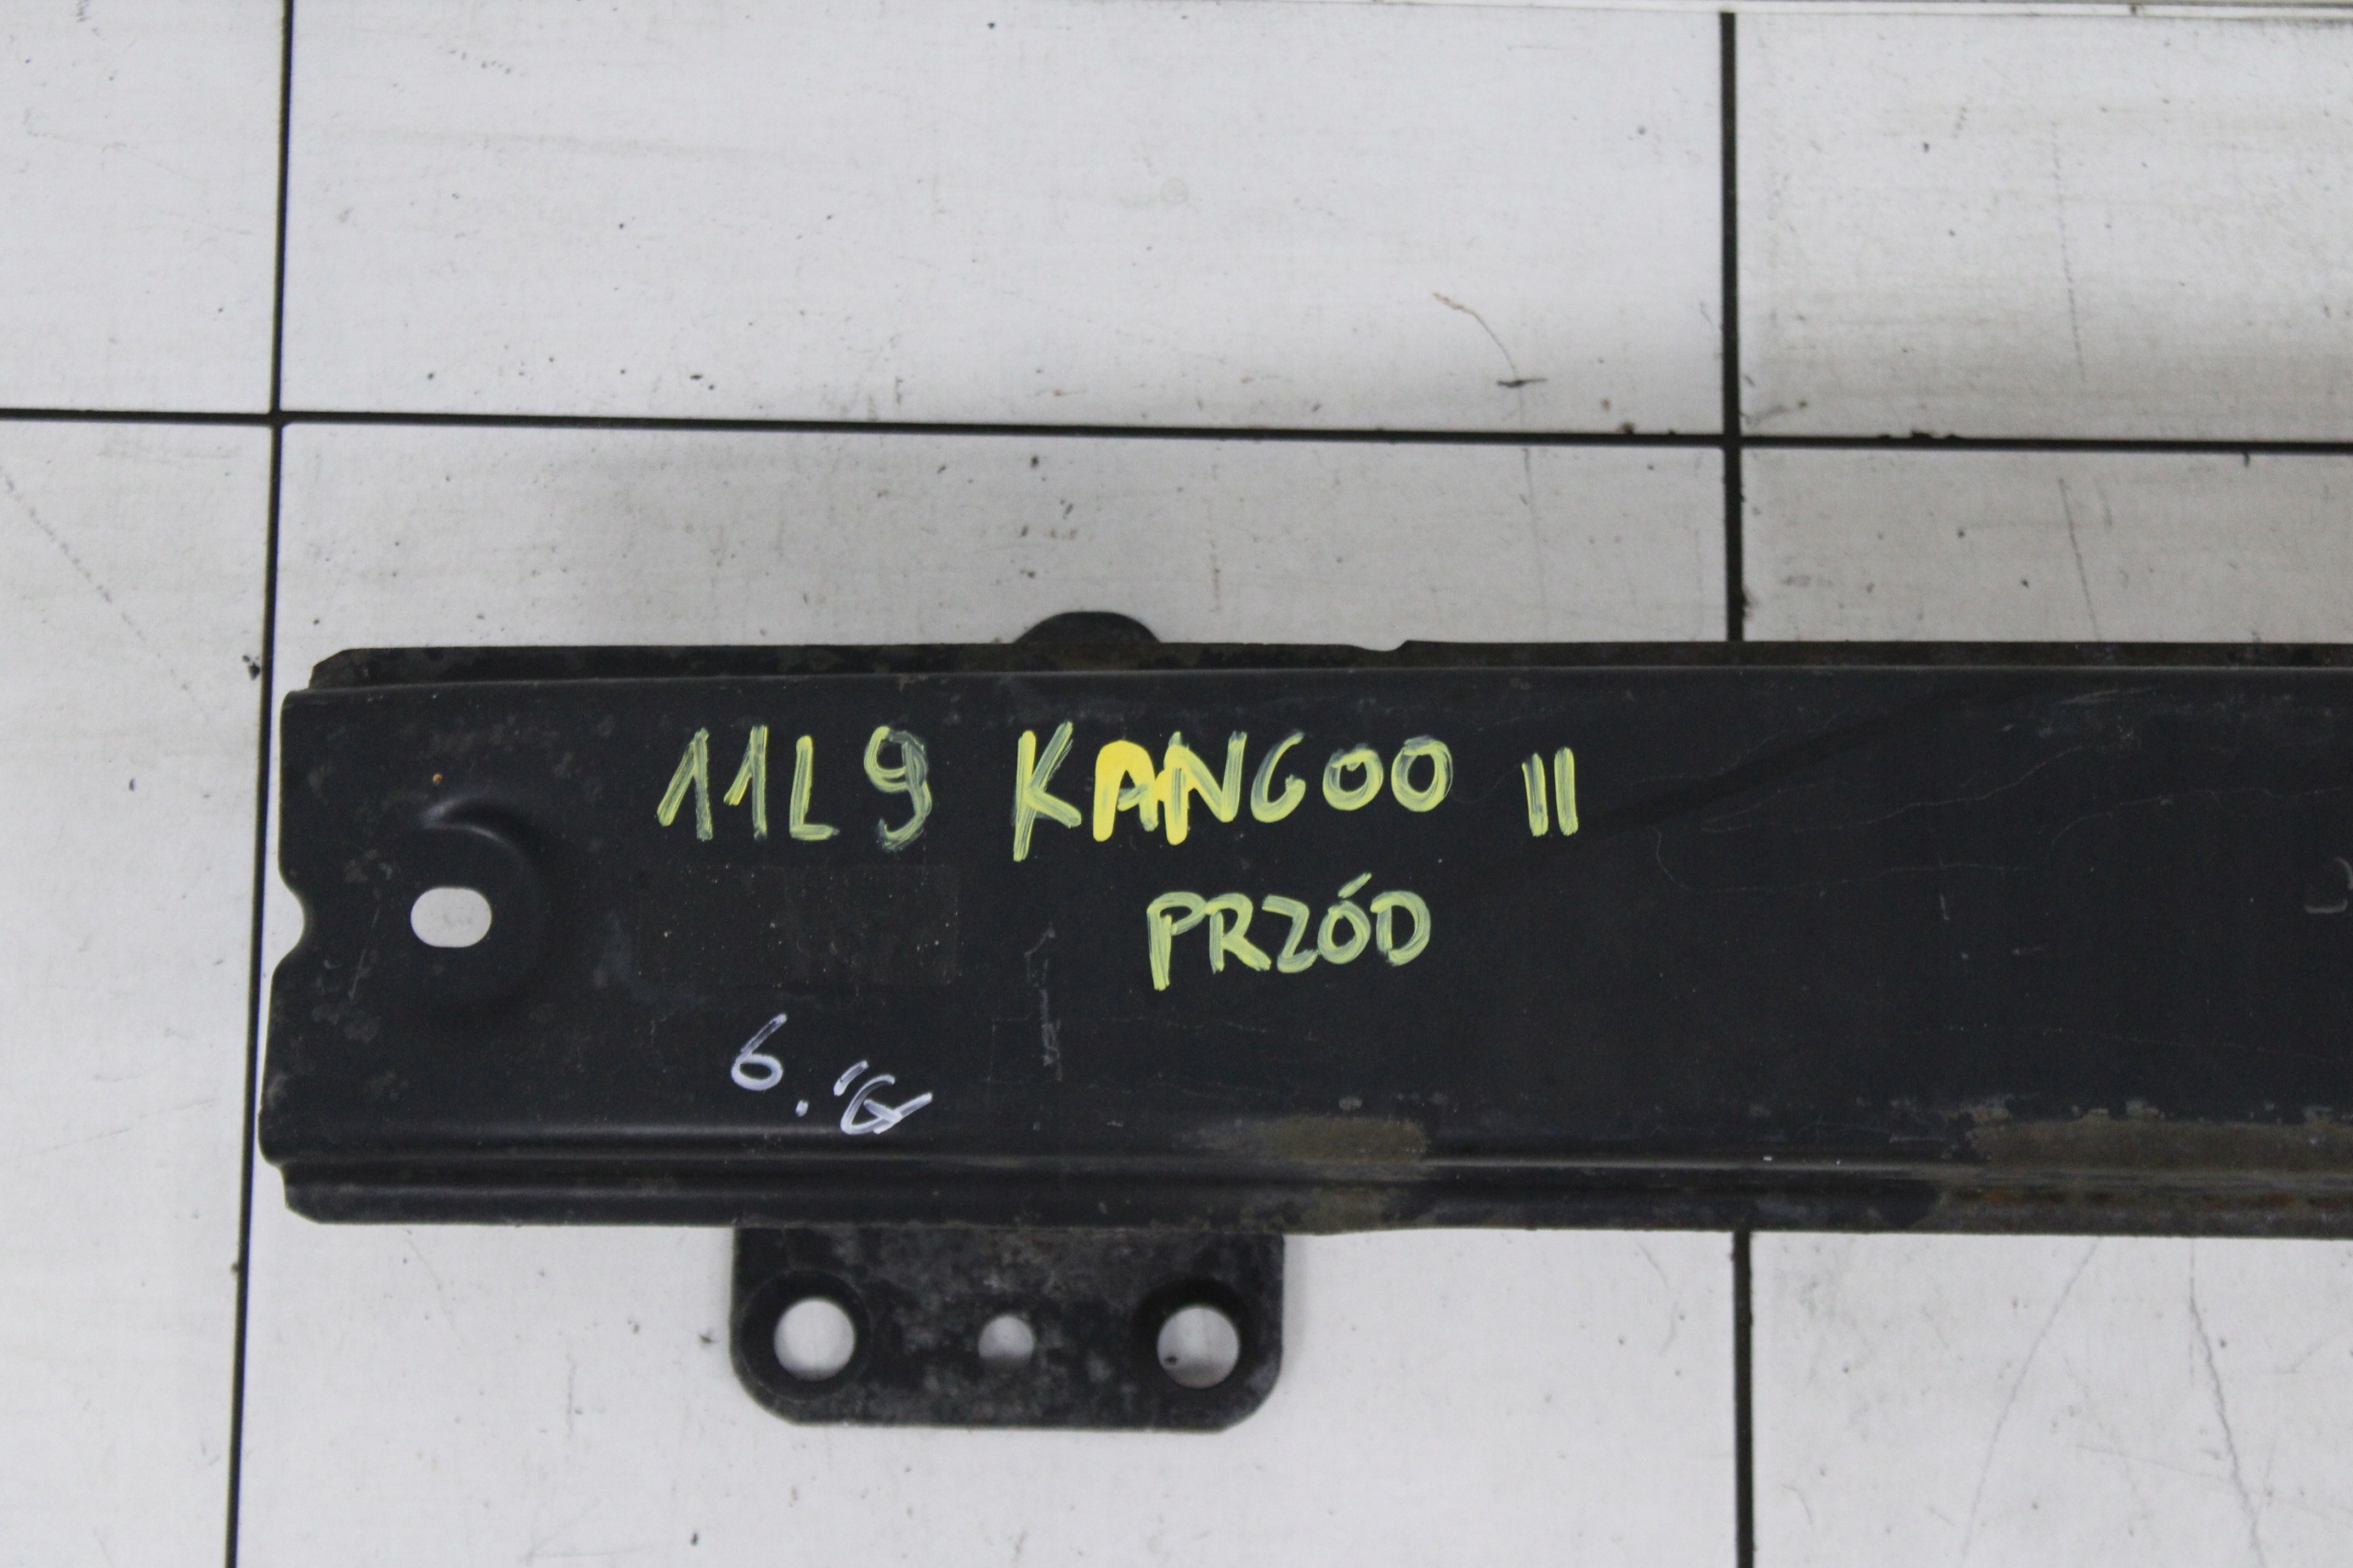 11L9 KANGOO II
PRZÓD
6.